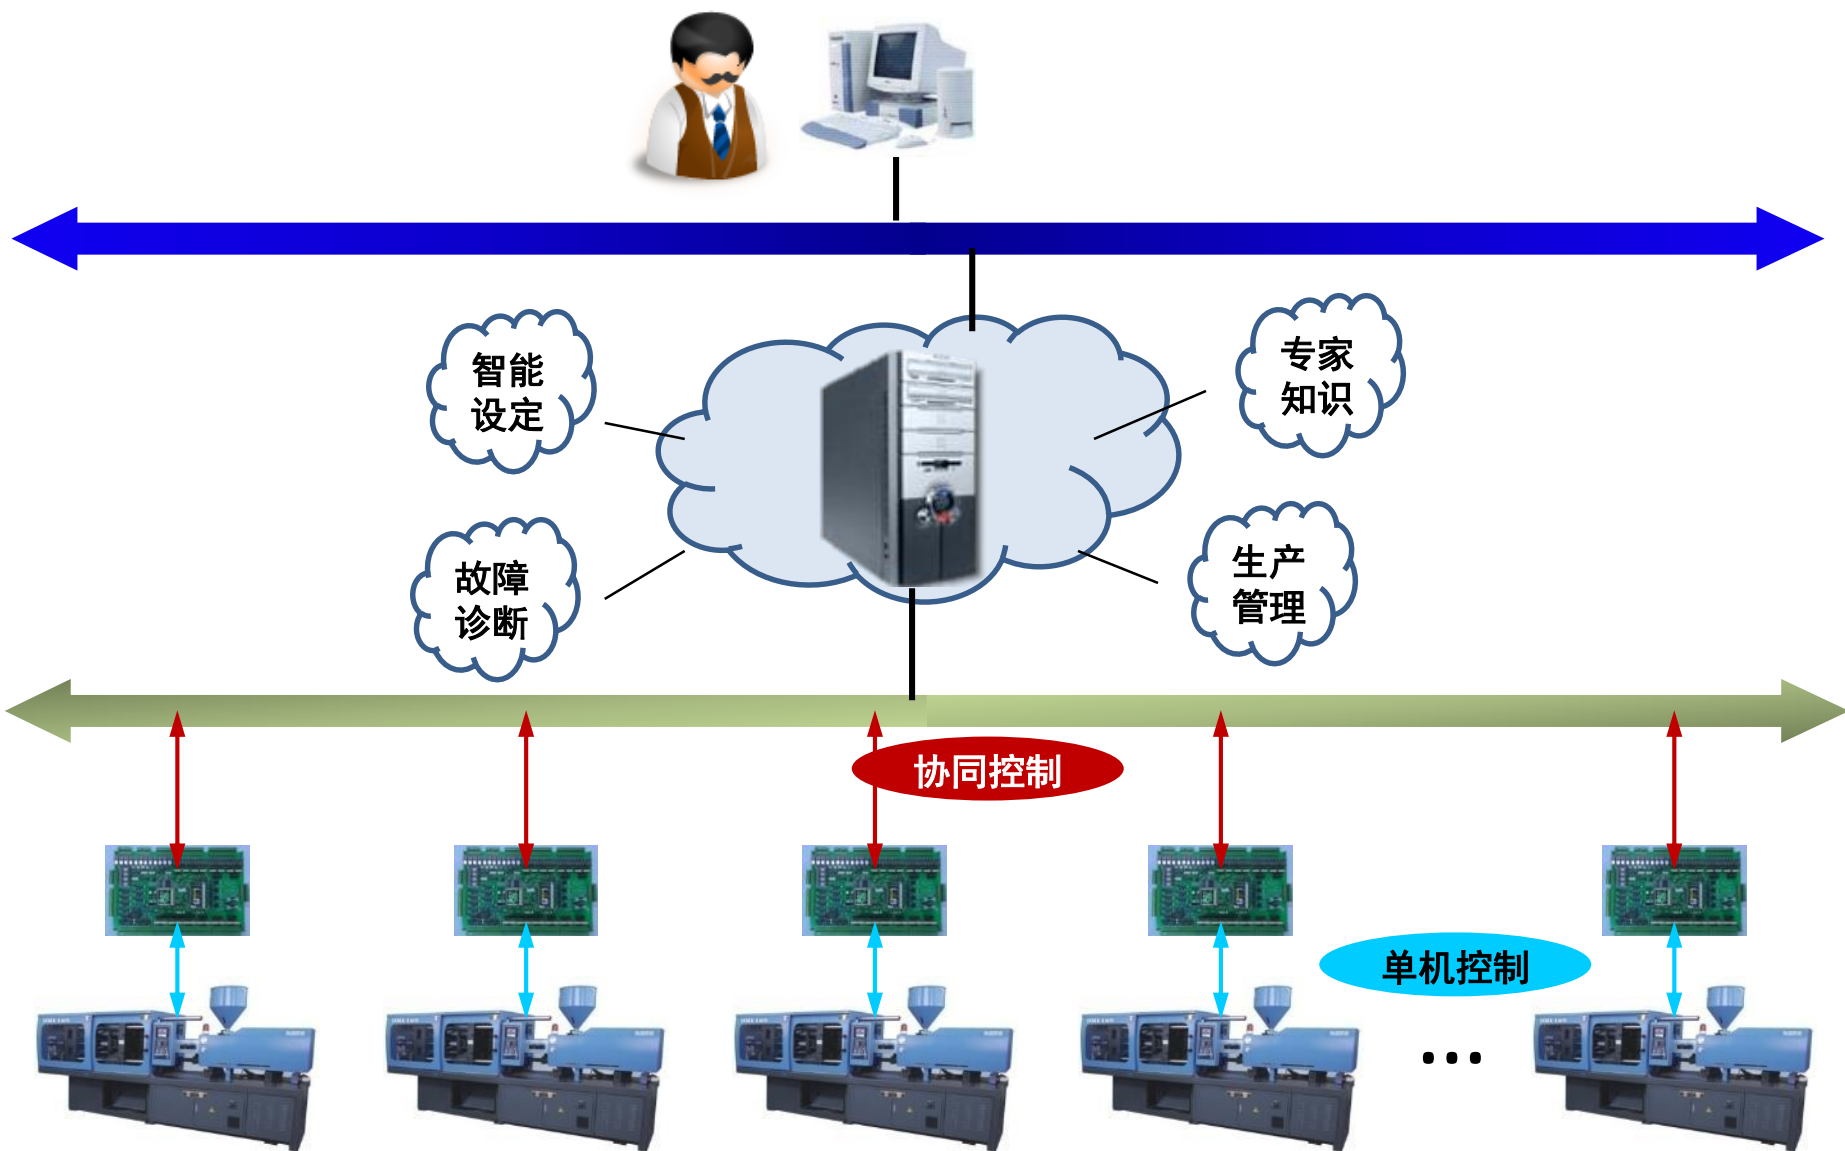 智能
设定
专家
知识
故障
诊断
生产
管理
协同控制
单机控制
...